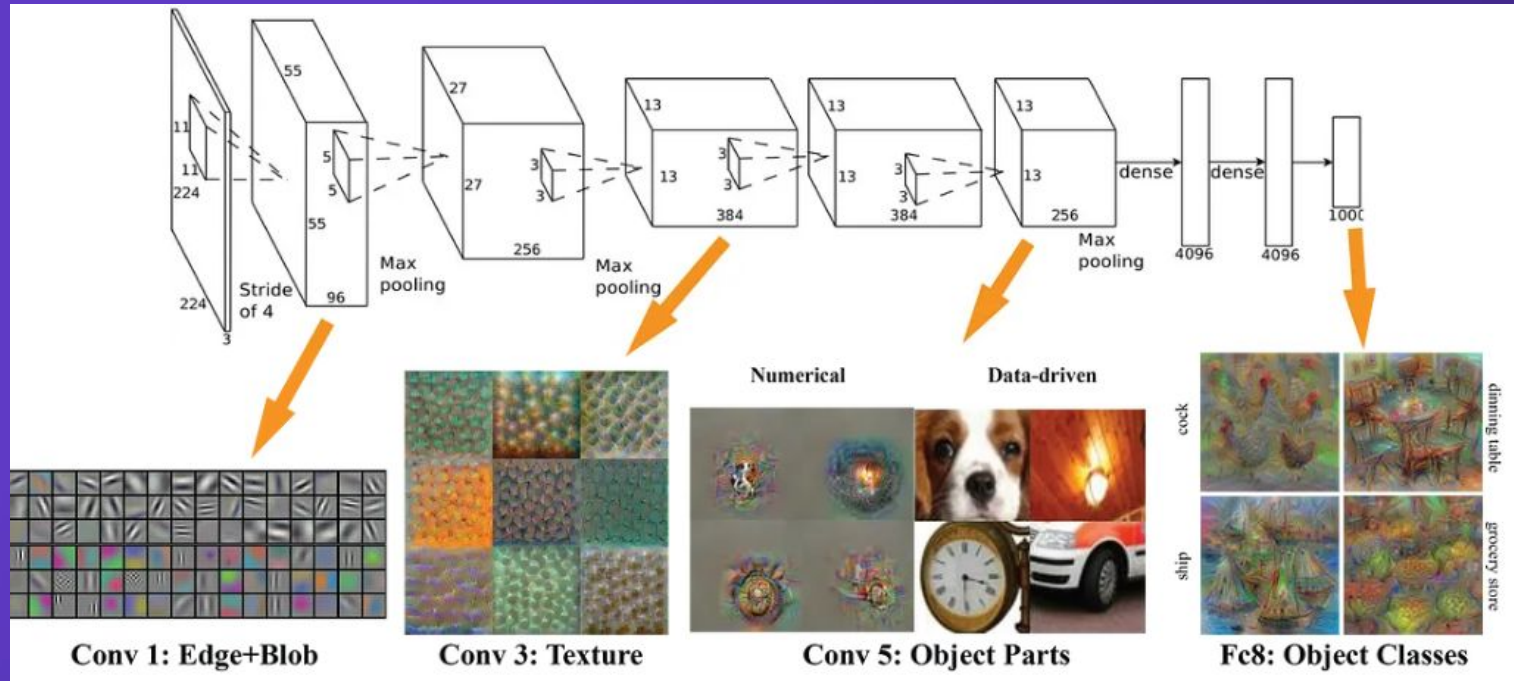 11
11
224
224
3
Stride
of 4
55
55
5
5
96
Max
pooling
27
27
3
3
256
Max
pooling
13
13
3
3
384
13
13
3
3
384
13
13
256
Max
pooling
dense
4096
dense
4096
1000
Conv 1: Edge+Blob
Conv 3: Texture
Numerical
Data-driven
Conv 5: Object Parts
cock
dinning table
ship
grocery store
Fc8: Object Classes